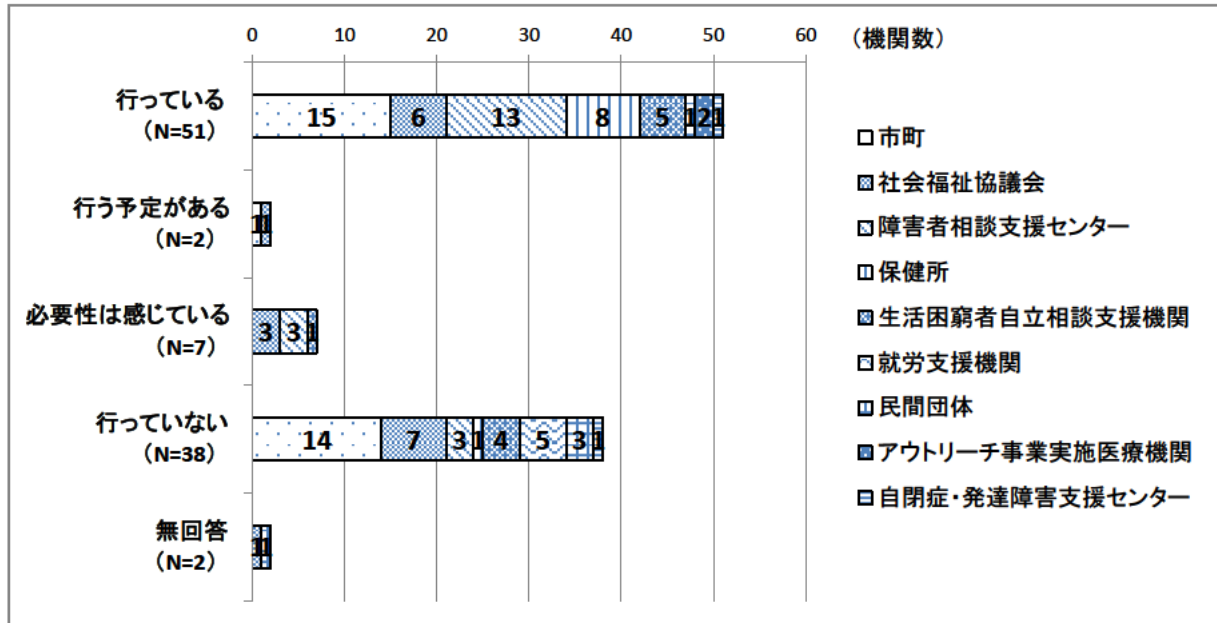 0 10 20 30 40 50 60 (機関数)
行っている
(N=51)
15 6 13 8 5 1 2 1
行う予定がある
(N=2)
1 1
必要性は感じている
(N=7)
3 3 1
行っていない
(N=38)
14 7 3 1 4 5 3 1
無回答
(N=2)
1 1
市町
社会福祉協議会
障害者相談支援センター
保健所
生活困窮者自立相談支援機関
就労支援機関
民間団体
アウトリーチ事業実施医療機関
自閉症・発達障害支援センター